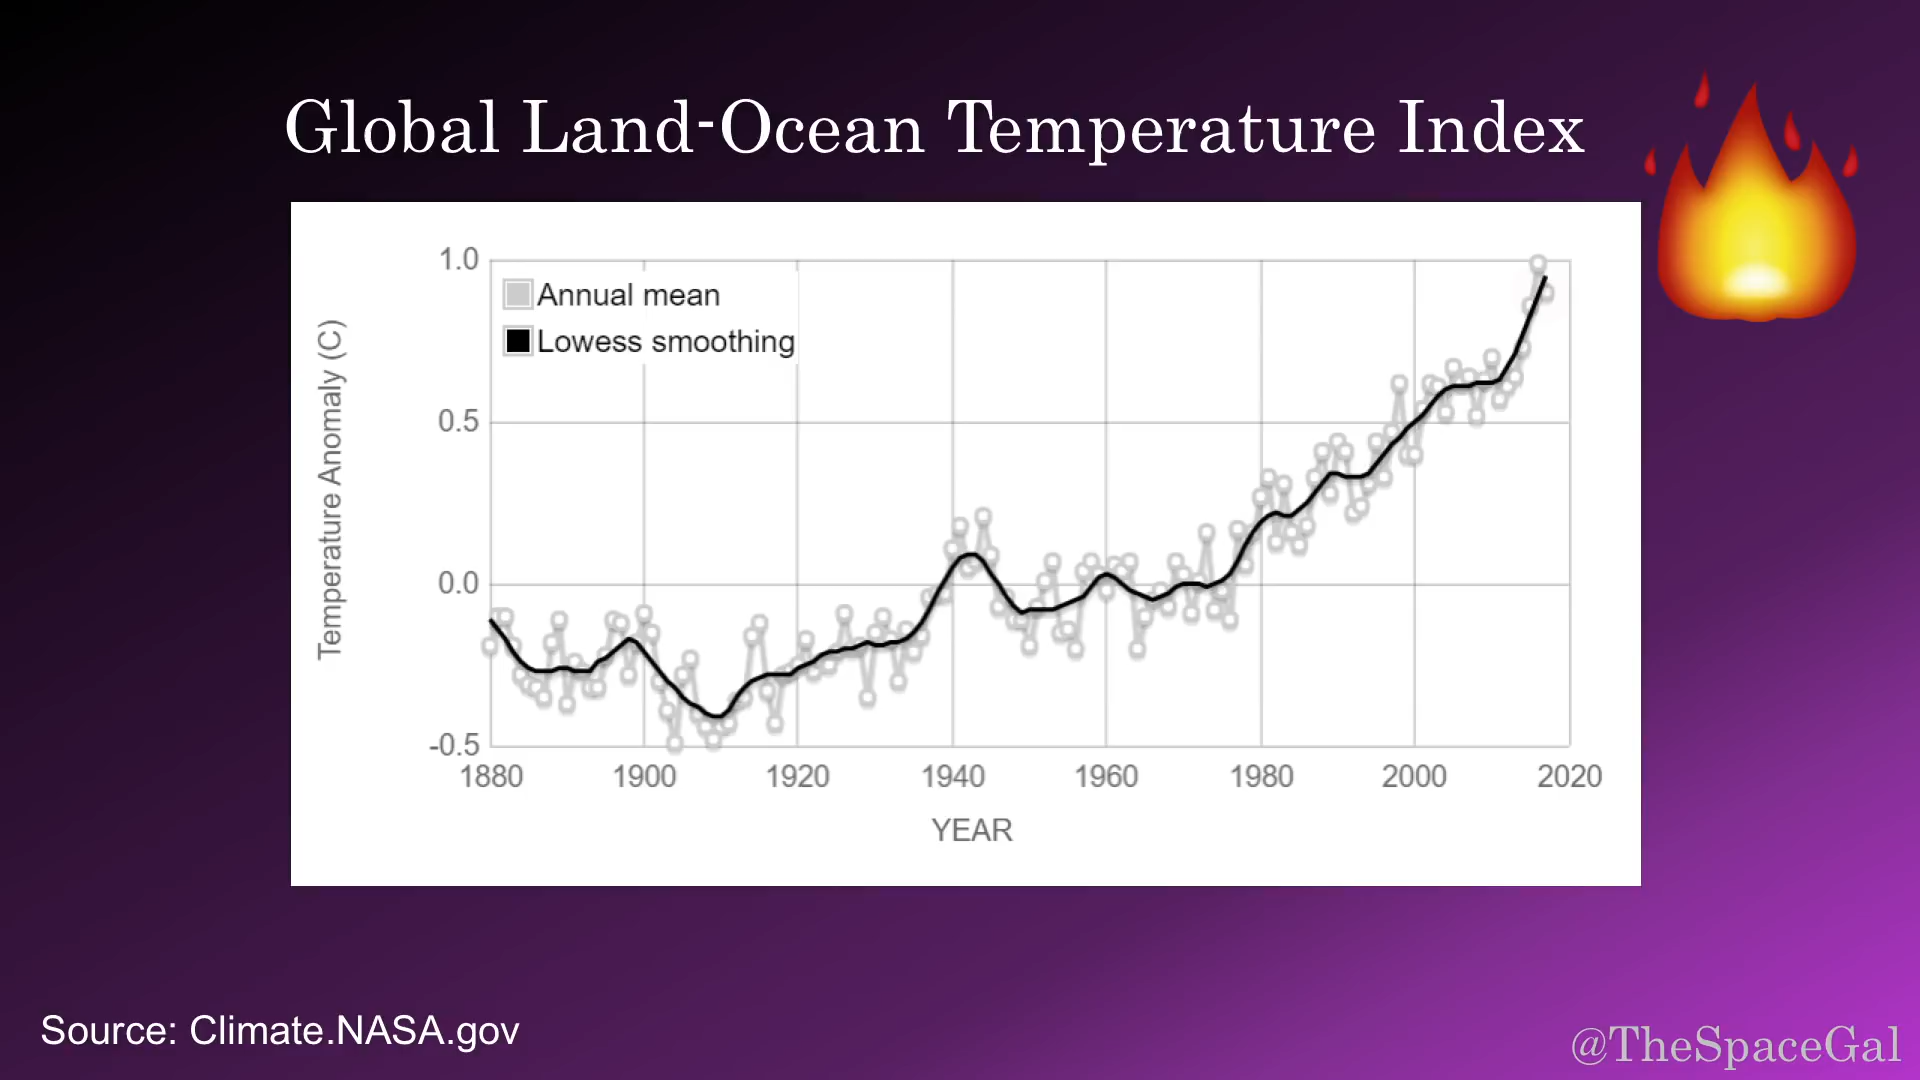 Global Land-Ocean Temperature Index
1.0
Annual mean
Lowess smoothing
Temperature Anomaly (C)
0.5
0.0
-0.5
1880 1900 1920 1940 1960 1980 2000 2020
YEAR
Source: Climate.NASA.gov
@TheSpaceGal